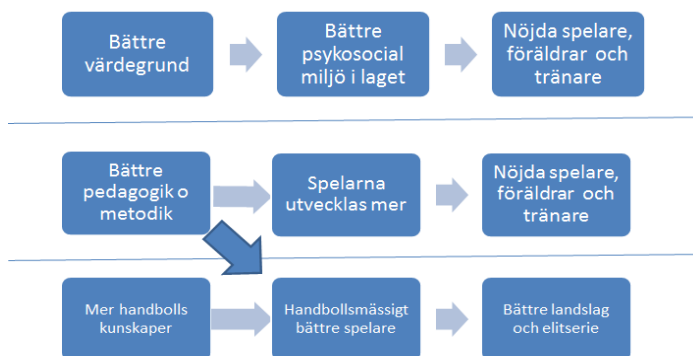 Bättre
värdegrund
Bättre
psykosocial
miljö i laget
Nöjda spelare,
föräldrar och
tränare
Bättre
pedagogik o
metodik
Spelarna
utvecklas mer
Nöjda spelare,
föräldrar och
tränare
Mer handbolls
kunskaper
Handbollsmässigt
bättre spelare
Bättre landslag
och elitserie